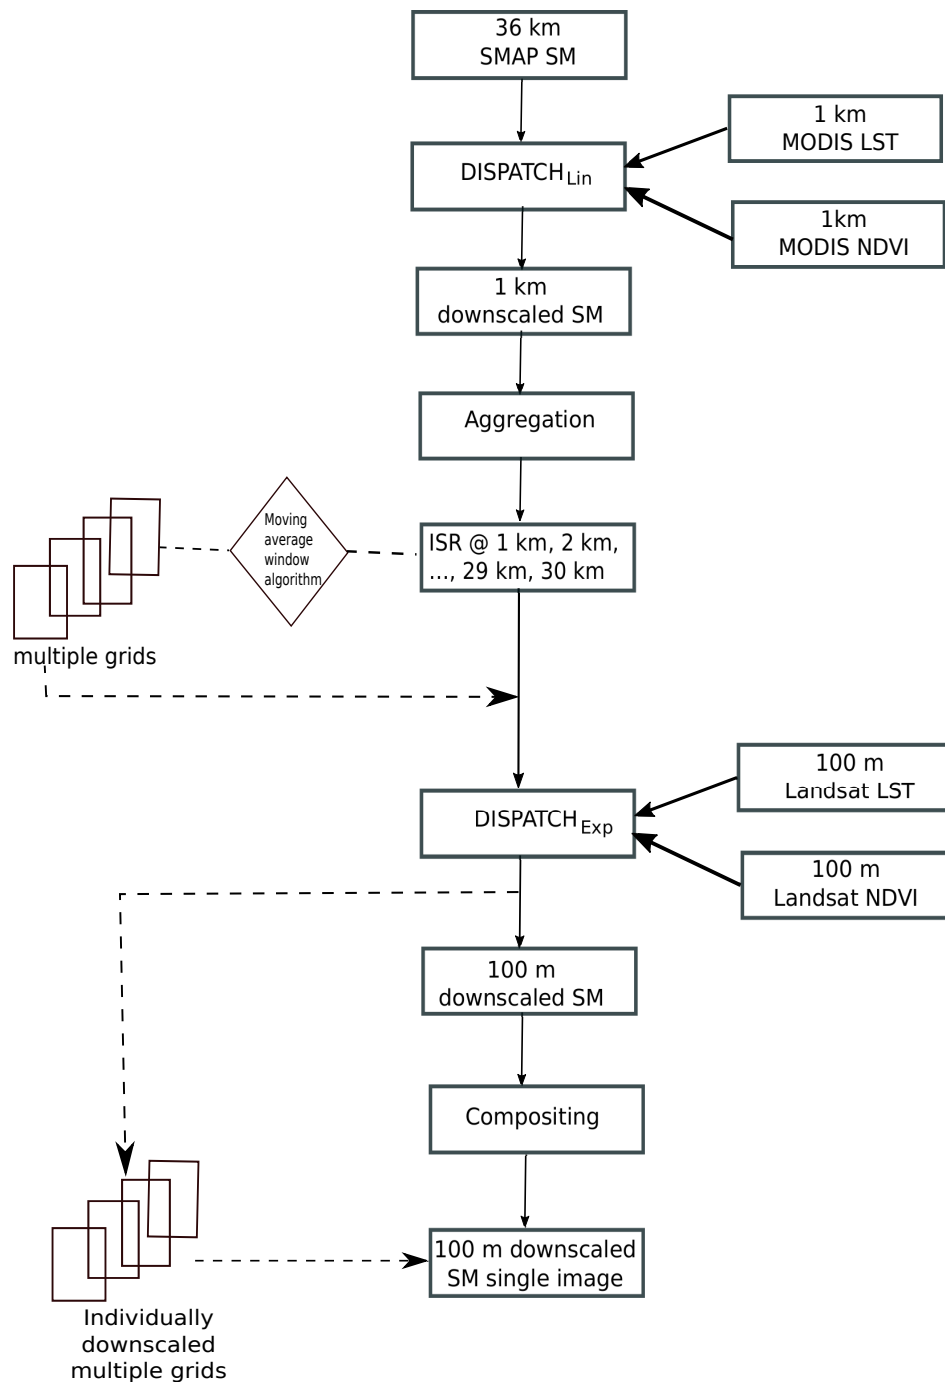 36 km
SMAP SM
1 km
MODIS LST
DISPATCH Lin
1km
MODIS NDVI
1 km
downscaled SM
Aggregation
Moving
average
window
algorithm
ISR @ 1 km, 2 km,
..., 29 km, 30 km
multiple grids
100 m
Landsat LST
DISPATCH Exp
100 m
Landsat NDVI
100 m
downscaled SM
Compositing
100 m downscaled
SM single image
Individually
downscaled
multiple grids